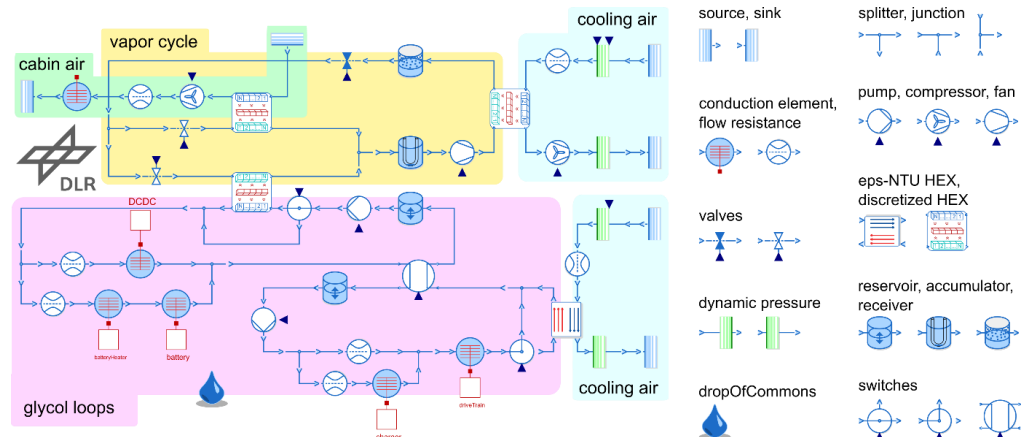 cooling air
vapor cycle
cabin air
DLR
DCDC
batteryHeator
battery
driveTrain
charger
glycol loops
cooling air
source, sink
splitter, junction
conduction element,
flow resistance
pump, compressor, fan
valves
eps-NTU HEX,
discretized HEX
dynamic pressure
reservoir, accumulator,
receiver
dropOfCommons
switches